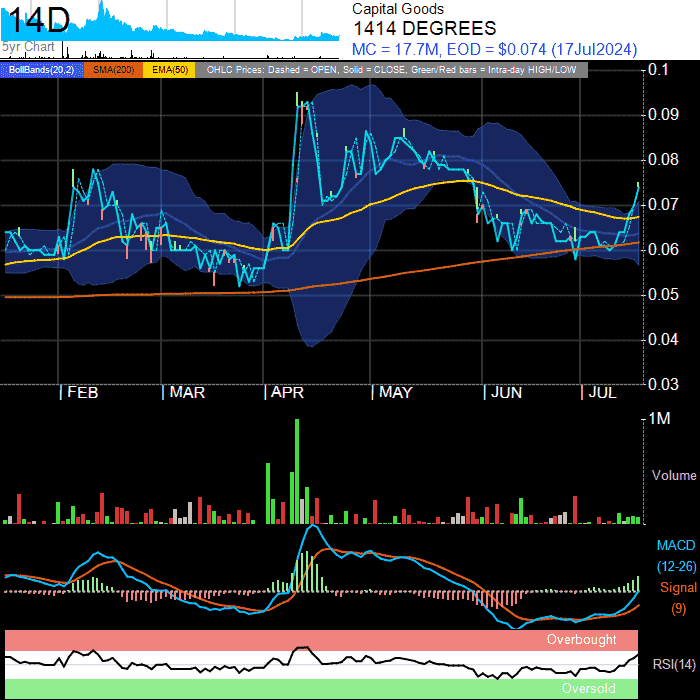 14D
5yr Chart
Capital Goods
1414 DEGREES
MC = 17.7M, EOD = $0.074 (17Jul2024)
BollBands(20,2) SMA(200) EMA(50) OHLC Prices: Dashed = OPEN, Solid = CLOSE, Green/Red bars = Intra-day HIGH/LOW
0.1
0.09
0.08
0.07
0.06
0.05
0.04
0.03
FEB MAR APR MAY JUN JUL
1M
Volume
MACD
(12-26)
Signal
(9)
Overbought
RSI(14)
Oversold